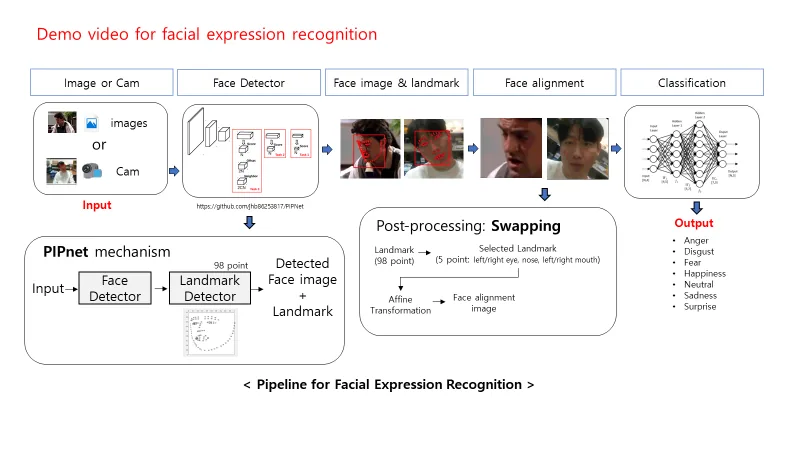 Demo video for facial expression recognition
Image or Cam
Face Detector
Face image & landmark
Face alignment
Classification
images
or
Cam
Input
https://github.com/jhb86253817/PIPNet
Output
• Anger
• Disgust
• Fear
• Happiness
• Neutral
• Sadness
• Surprise
PIPnet mechanism
Input
Face
Detector
98 point
Landmark
Detector
Detected
Face image
+
Landmark
Post-processing: Swapping
Landmark
(98 point)
Selected Landmark
(5 point: left/right eye, nose, left/right mouth)
Affine
Transformation
Face alignment
image
< Pipeline for Facial Expression Recognition >